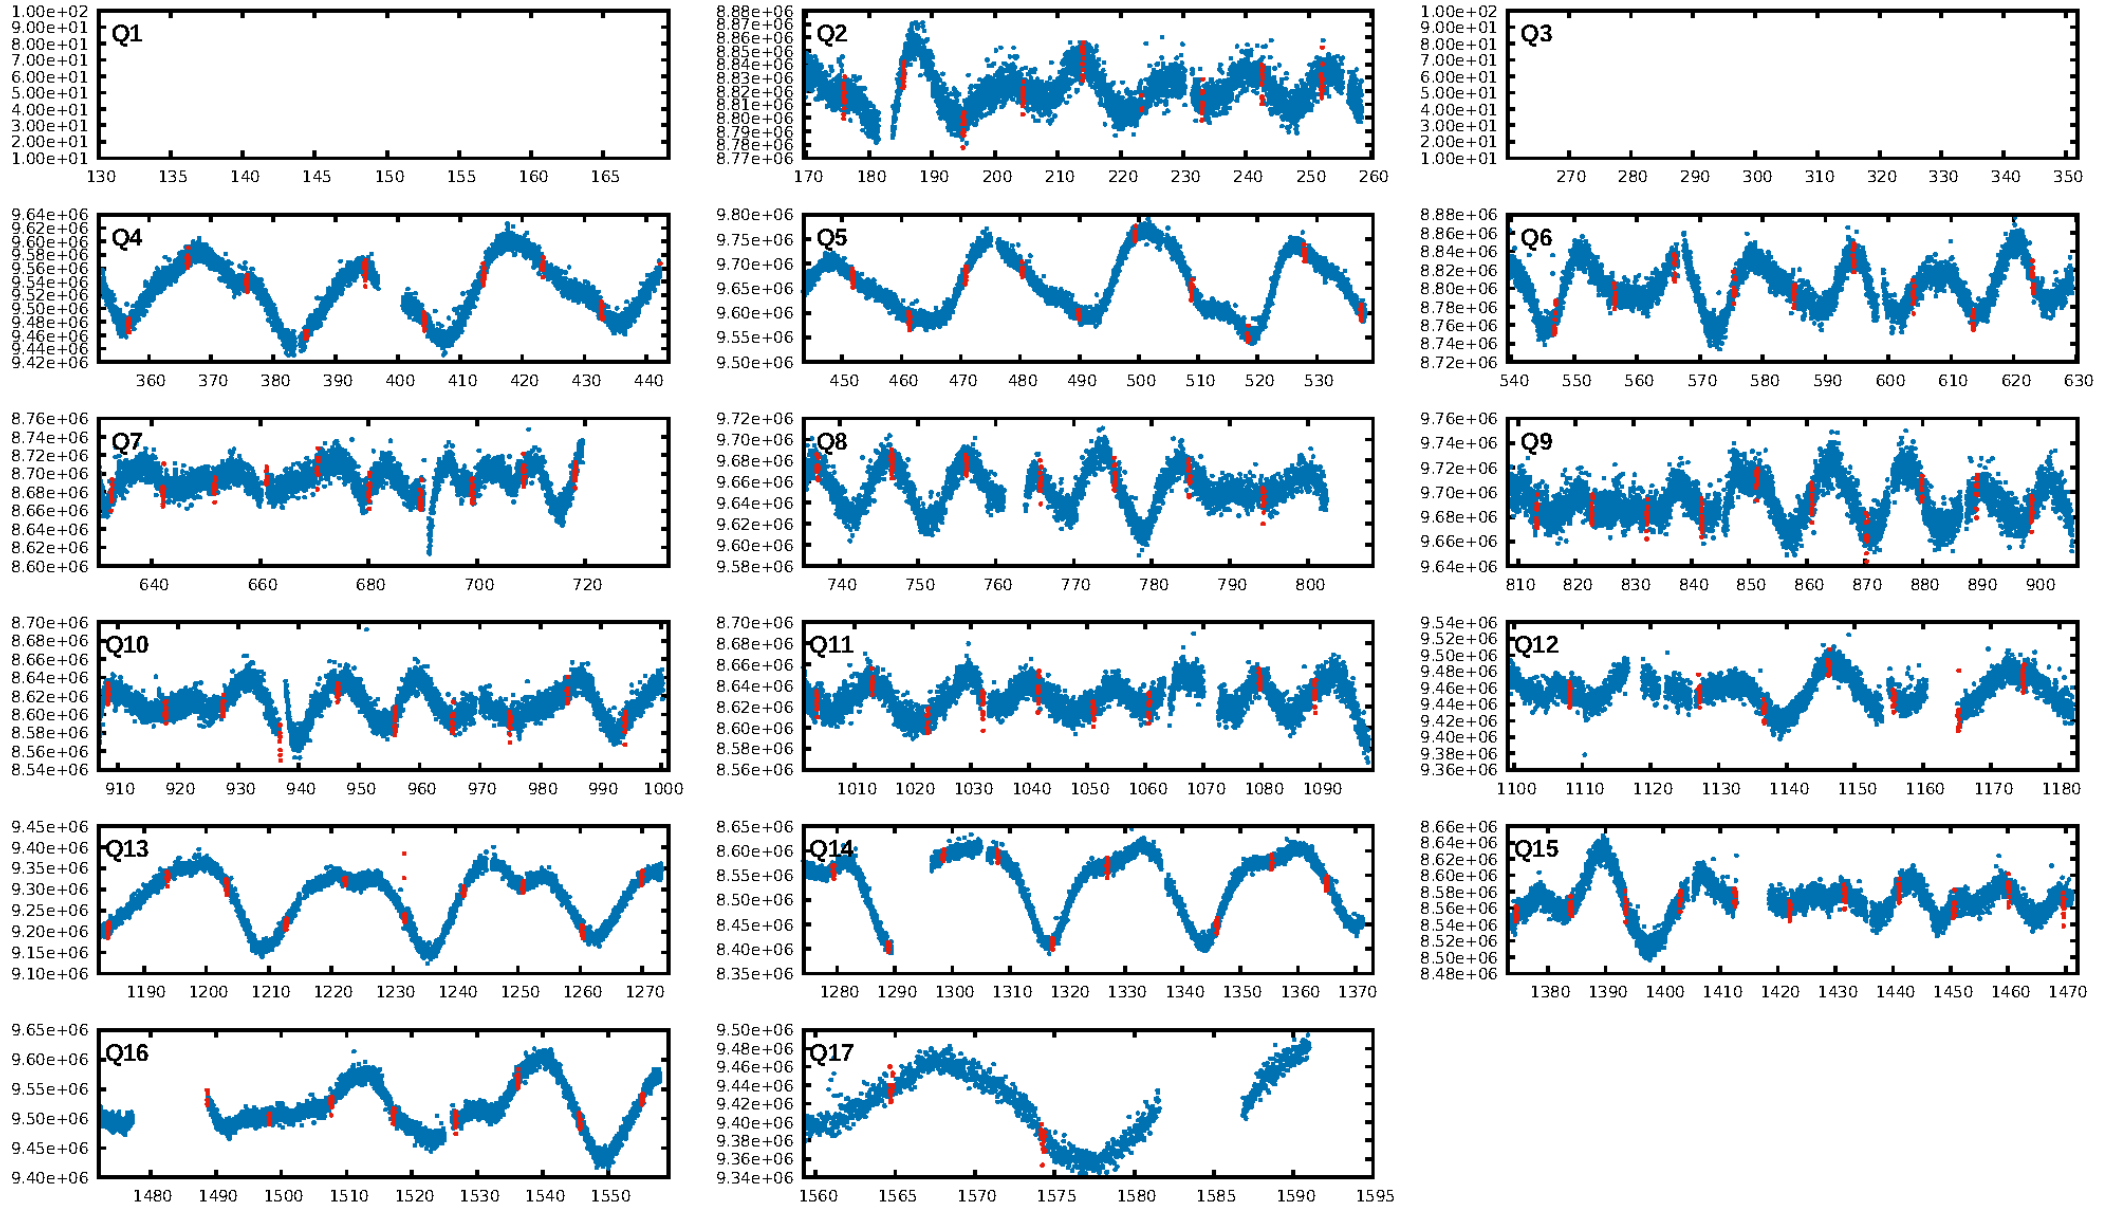 1.00e+02
9.00e+01
8.00e+01
7.00e+01
6.00e+01
5.00e+01
4.00e+01
3.00e+01
2.00e+01
1.00e+01
Q1
130 135 140 145 150 155 160 165
8.88e+06
8.87e+06
8.86e+06
8.85e+06
8.84e+06
8.83e+06
8.82e+06
8.81e+06
8.80e+06
8.79e+06
8.78e+06
8.77e+06
Q2
170 180 190 200 210 220 230 240 250 260
1.00e+02
9.00e+01
8.00e+01
7.00e+01
6.00e+01
5.00e+01
4.00e+01
3.00e+01
2.00e+01
1.00e+01
Q3
270 280 290 300 310 320 330 340 350
9.64e+06
9.62e+06
9.60e+06
9.58e+06
9.56e+06
9.54e+06
9.52e+06
9.50e+06
9.48e+06
9.46e+06
9.44e+06
9.42e+06
Q4
360 370 380 390 400 410 420 430 440
9.80e+06
9.75e+06
9.70e+06
9.65e+06
9.60e+06
9.55e+06
9.50e+06
Q5
450 460 470 480 490 500 510 520 530
8.88e+06
8.86e+06
8.84e+06
8.82e+06
8.80e+06
8.78e+06
8.76e+06
8.74e+06
8.72e+06
Q6
540 550 560 570 580 590 600 610 620 630
8.76e+06
8.74e+06
8.72e+06
8.70e+06
8.68e+06
8.66e+06
8.64e+06
8.62e+06
8.60e+06
Q7
640 660 680 700 720
9.72e+06
9.70e+06
9.68e+06
9.66e+06
9.64e+06
9.62e+06
9.60e+06
9.58e+06
Q8
740 750 760 770 780 790 800
9.76e+06
9.74e+06
9.72e+06
9.70e+06
9.68e+06
9.66e+06
9.64e+06
Q9
810 820 830 840 850 860 870 880 890 900
8.70e+06
8.68e+06
8.66e+06
8.64e+06
8.62e+06
8.60e+06
8.58e+06
8.56e+06
8.54e+06
Q10
910 920 930 940 950 960 970 980 990 1000
8.70e+06
8.68e+06
8.66e+06
8.64e+06
8.62e+06
8.60e+06
8.58e+06
8.56e+06
Q11
1010 1020 1030 1040 1050 1060 1070 1080 1090
9.54e+06
9.52e+06
9.50e+06
9.48e+06
9.46e+06
9.44e+06
9.42e+06
9.40e+06
9.38e+06
9.36e+06
Q12
1100 1110 1120 1130 1140 1150 1160 1170 1180
9.45e+06
9.40e+06
9.35e+06
9.30e+06
9.25e+06
9.20e+06
9.15e+06
9.10e+06
Q13
1190 1200 1210 1220 1230 1240 1250 1260 1270
8.65e+06
8.60e+06
8.55e+06
8.50e+06
8.45e+06
8.40e+06
8.35e+06
Q14
1280 1290 1300 1310 1320 1330 1340 1350 1360 1370
8.66e+06
8.64e+06
8.62e+06
8.60e+06
8.58e+06
8.56e+06
8.54e+06
8.52e+06
8.50e+06
8.48e+06
Q15
1380 1390 1400 1410 1420 1430 1440 1450 1460 1470
9.65e+06
9.60e+06
9.55e+06
9.50e+06
9.45e+06
9.40e+06
Q16
1480 1490 1500 1510 1520 1530 1540 1550
9.50e+06
9.48e+06
9.46e+06
9.44e+06
9.42e+06
9.40e+06
9.38e+06
9.36e+06
9.34e+06
Q17
1560 1565 1570 1575 1580 1585 1590 1595